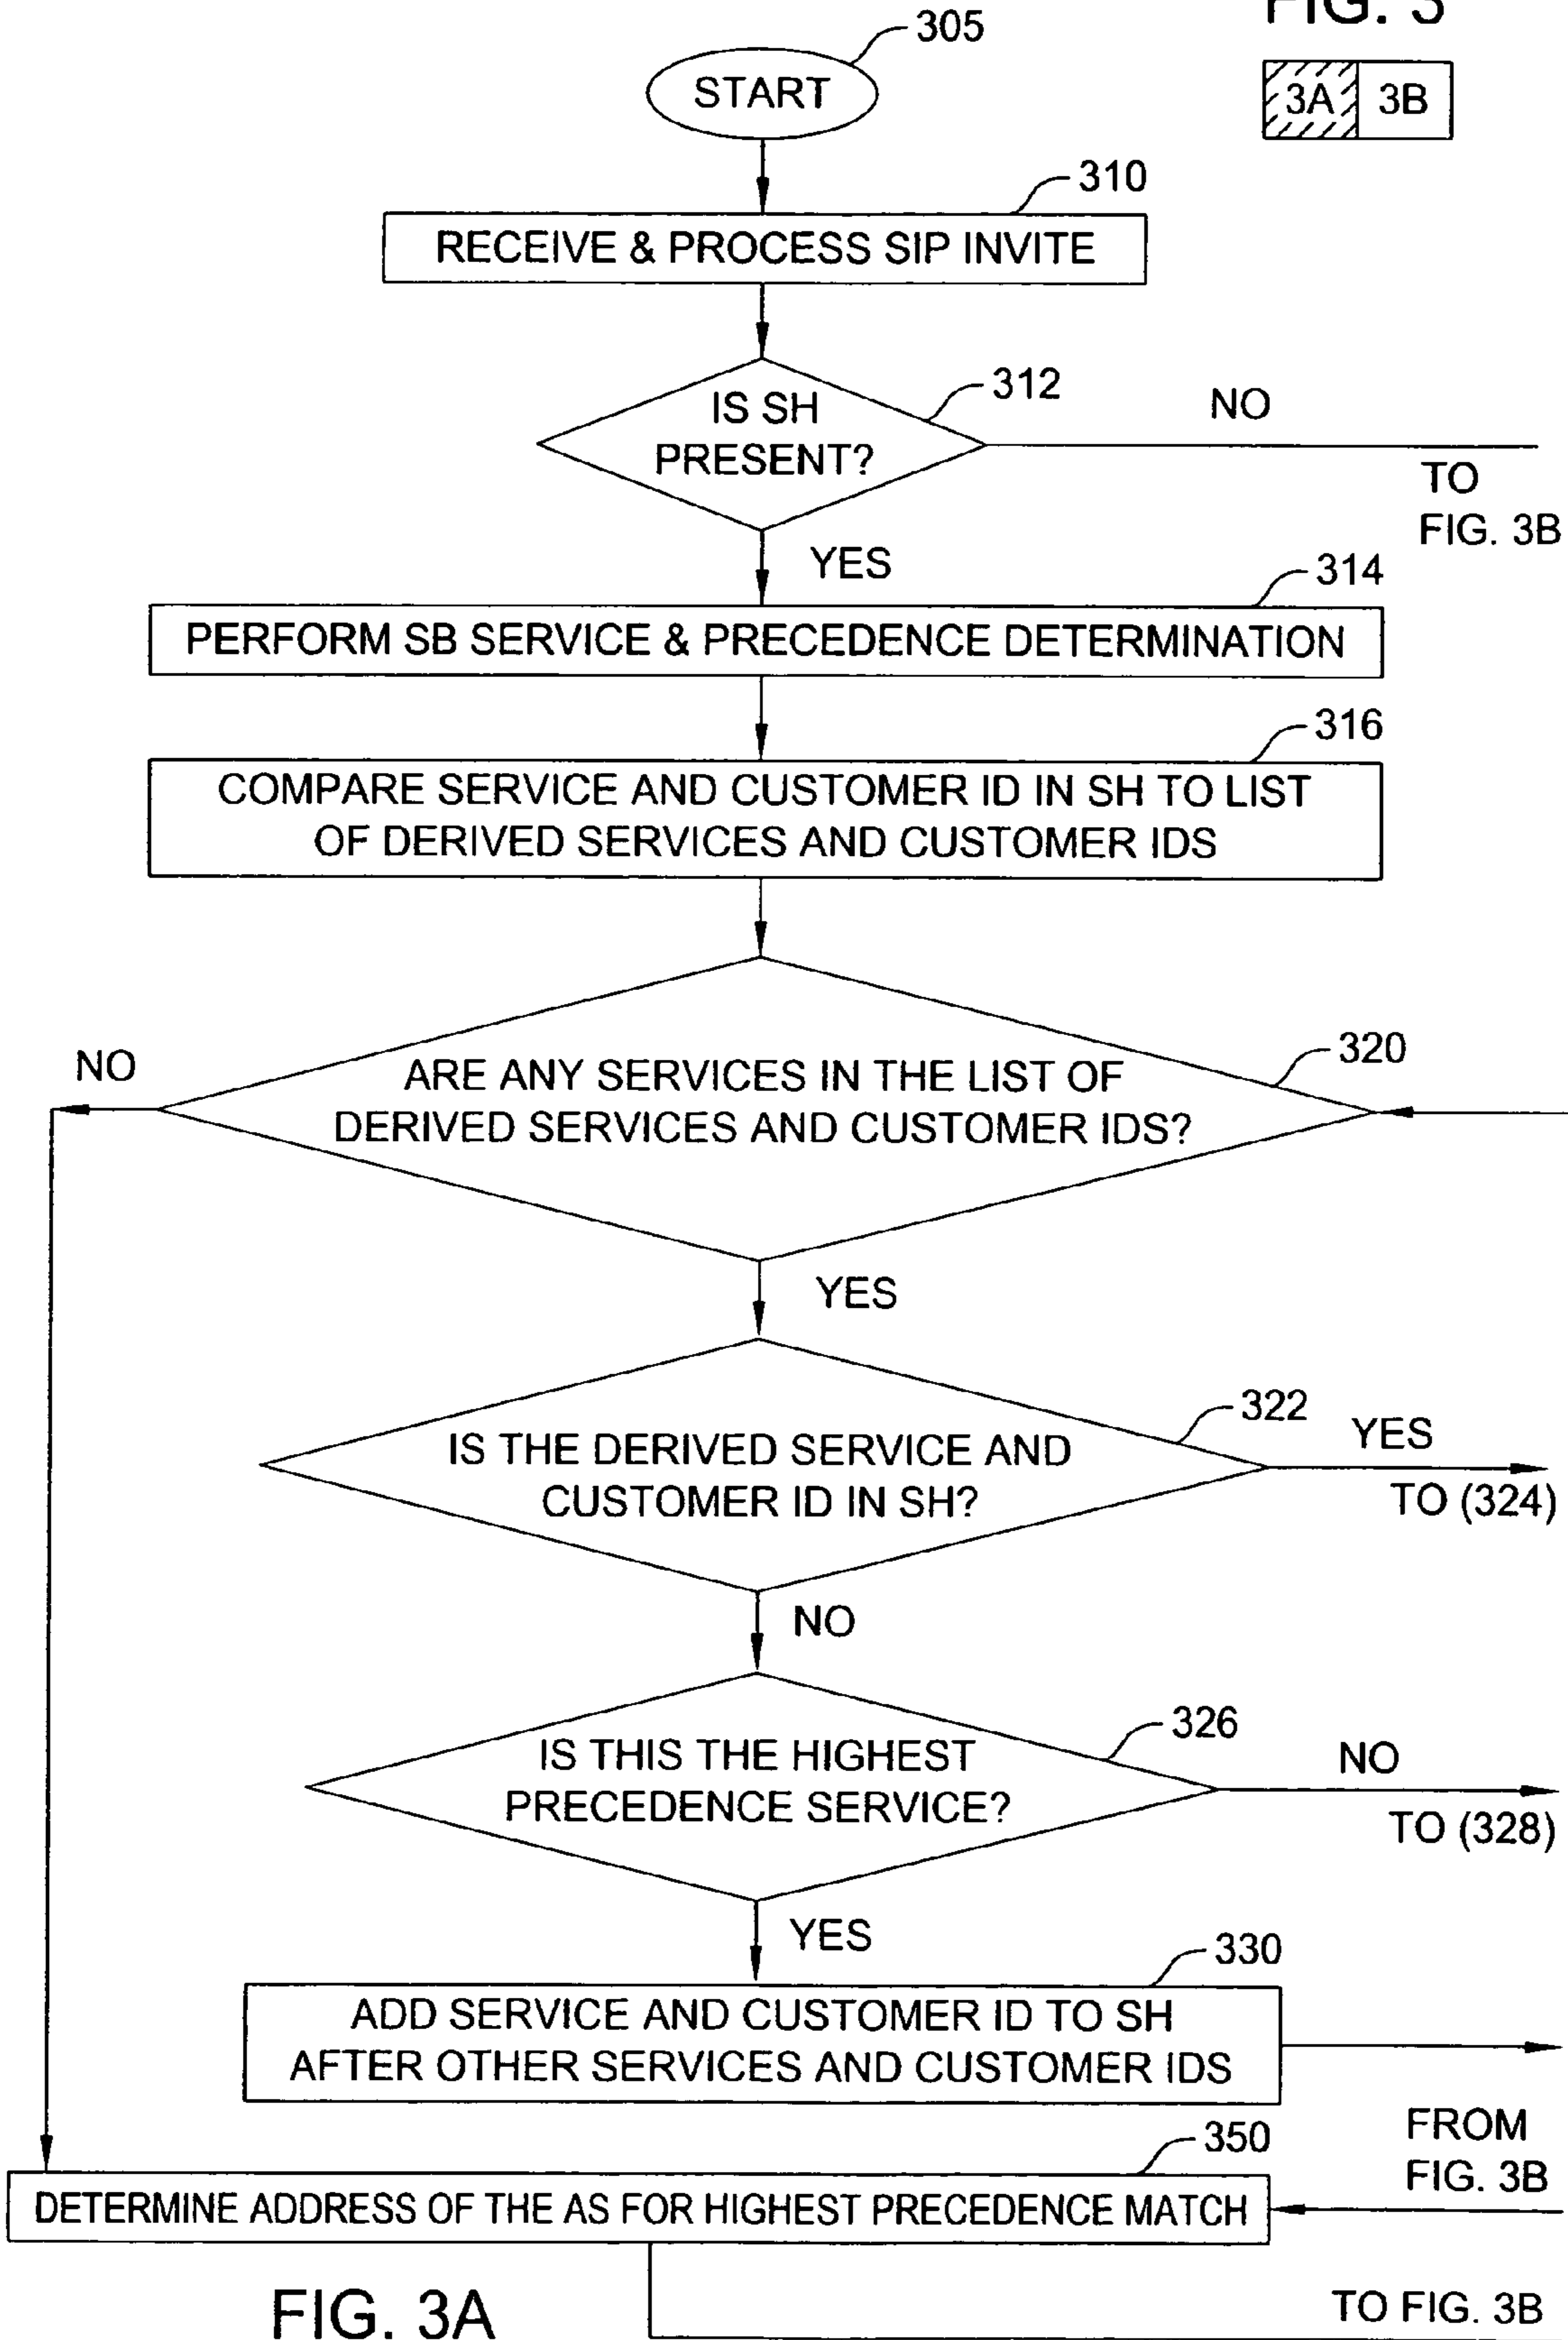 FIG. 3
305
START
3A 3B
310
RECEIVE & PROCESS SIP INVITE
312
IS SH
PRESENT?
NO
TO
FIG. 3B
YES
314
PERFORM SB SERVICE & PRECEDENCE DETERMINATION
316
COMPARE SERVICE AND CUSTOMER ID IN SH TO LIST
OF DERIVED SERVICES AND CUSTOMER IDS
320
NO
ARE ANY SERVICES IN THE LIST OF
DERIVED SERVICES AND CUSTOMER IDS?
YES
322
IS THE DERIVED SERVICE AND
CUSTOMER ID IN SH?
YES
TO (324)
NO
326
IS THIS THE HIGHEST
PRECEDENCE SERVICE?
NO
TO (328)
YES
330
ADD SERVICE AND CUSTOMER ID TO SH
AFTER OTHER SERVICES AND CUSTOMER IDS
350
FROM
FIG. 3B
DETERMINE ADDRESS OF THE AS FOR HIGHEST PRECEDENCE MATCH
TO FIG. 3B
FIG. 3A